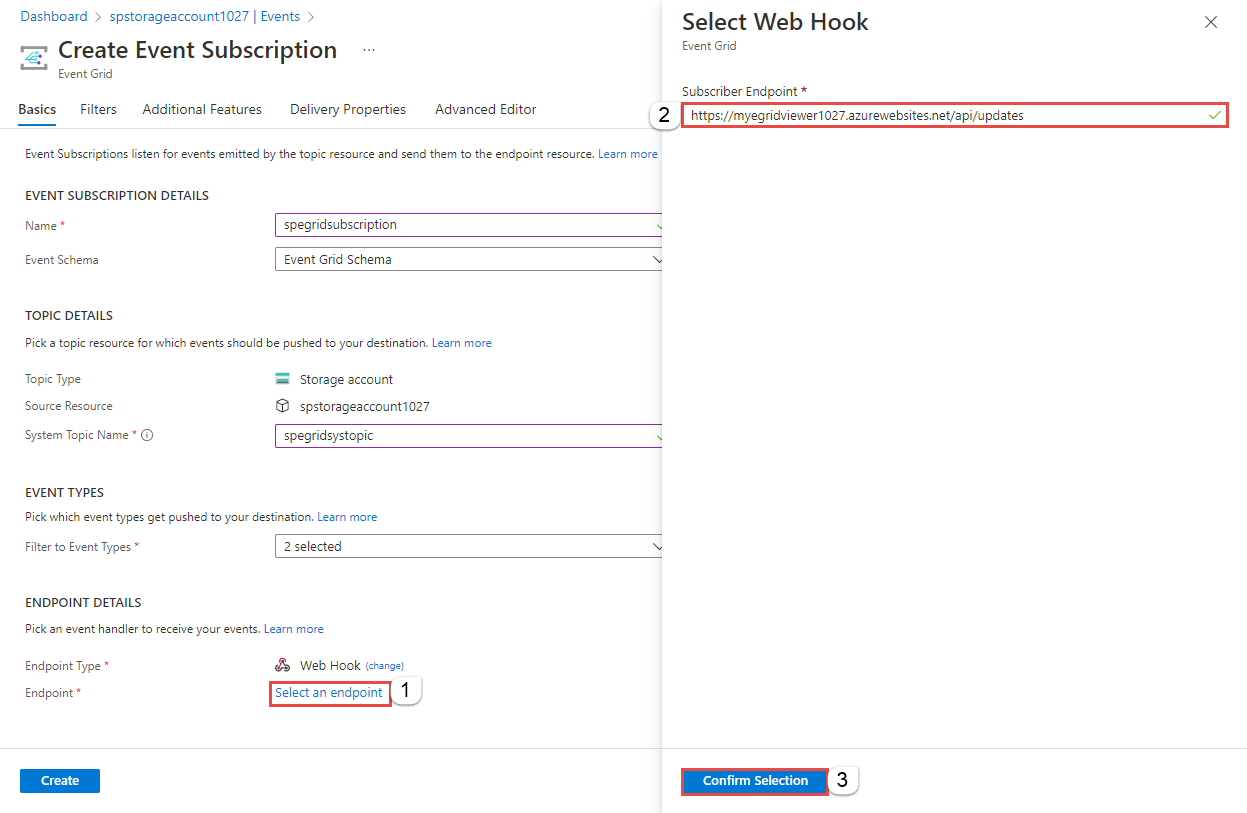 Dashboard > spstorageaccount1027 | Events >
Create Event Subscription ...
Event Grid
Basics Filters Additional Features Delivery Properties Advanced Editor
Event Subscriptions listen for events emitted by the topic resource and send them to the endpoint resource. Learn more
EVENT SUBSCRIPTION DETAILS
Name * spegridsubscription
Event Schema Event Grid Schema
TOPIC DETAILS
Pick a topic resource for which events should be pushed to your destination. Learn more
Topic Type Storage account
Source Resource spstorageaccount1027
System Topic Name * spegridsystopic
EVENT TYPES
Pick which event types get pushed to your destination. Learn more
Filter to Event Types * 2 selected
ENDPOINT DETAILS
Pick an event handler to receive your events. Learn more
Endpoint Type * Web Hook (change)
Endpoint * Select an endpoint 1
Create
Select Web Hook
Event Grid
Subscriber Endpoint *
2 https://myegridviewer1027.azurewebsites.net/api/updates
Confirm Selection 3